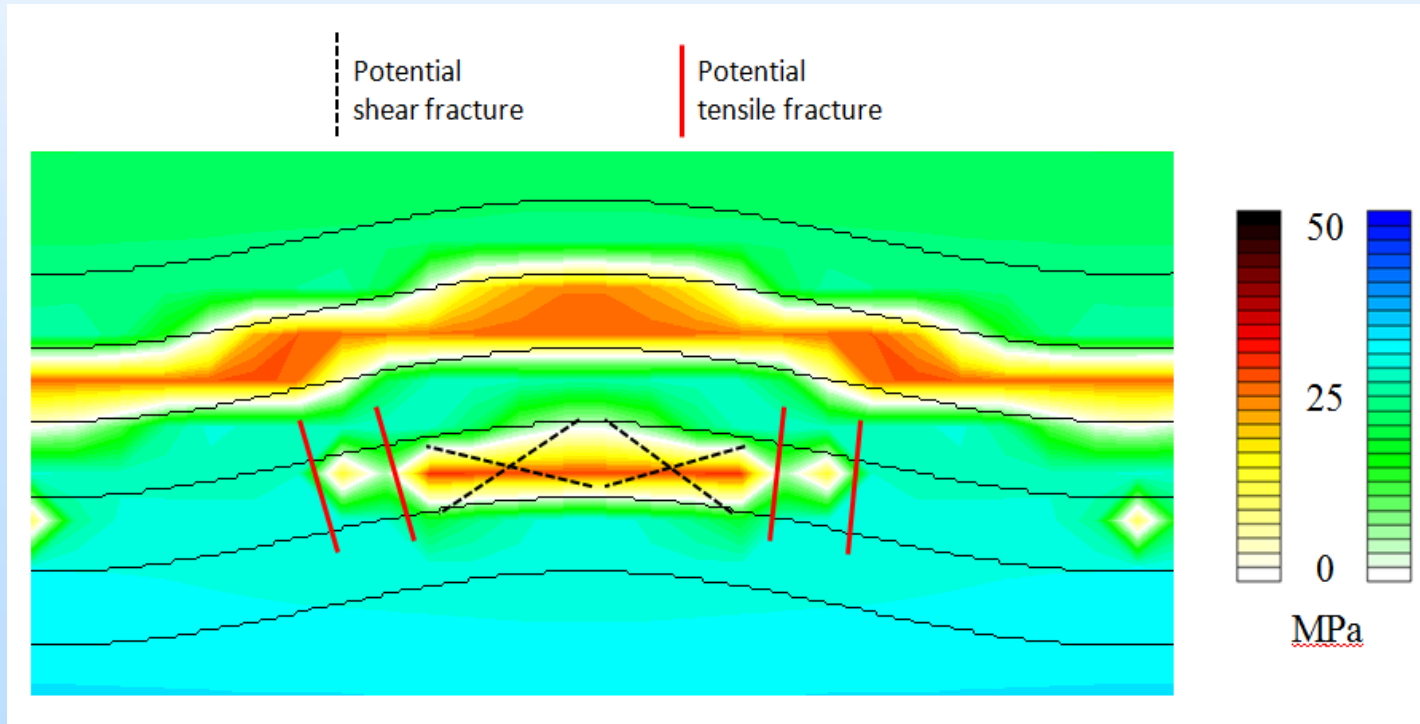 Potential
shear fracture
Potential
tensile fracture
50
25
0
MPa